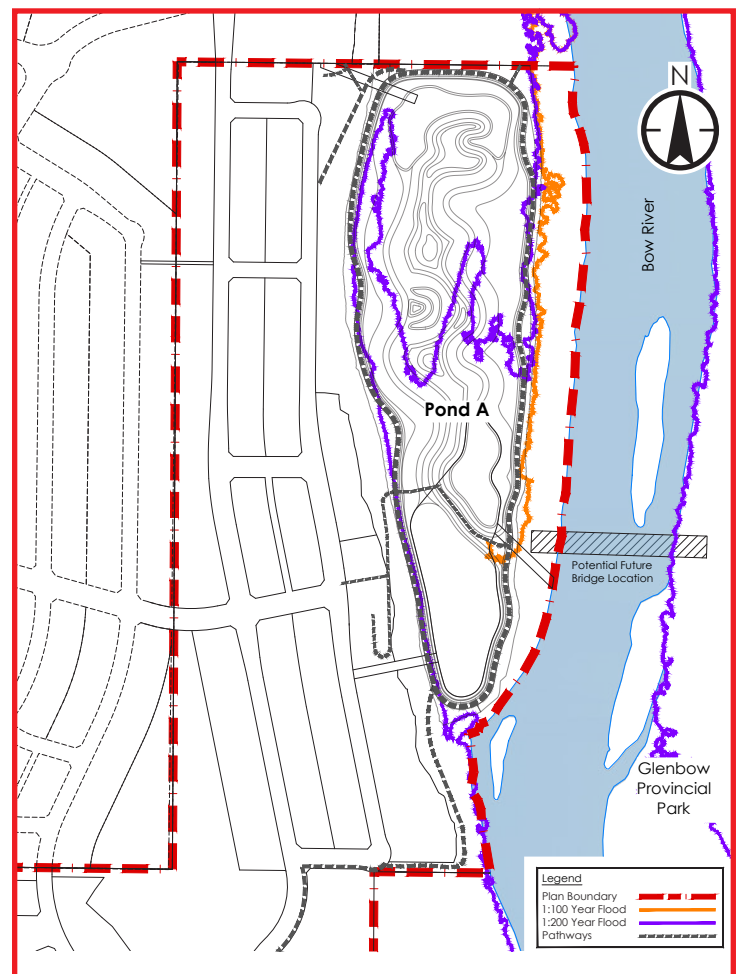 N
Bow River
Pond A
Potential Future
Bridge Location
Glenbow
Provincial
Park
Legend
Plan Boundary
1:100 Year Flood
1:200 Year Flood
Pathways